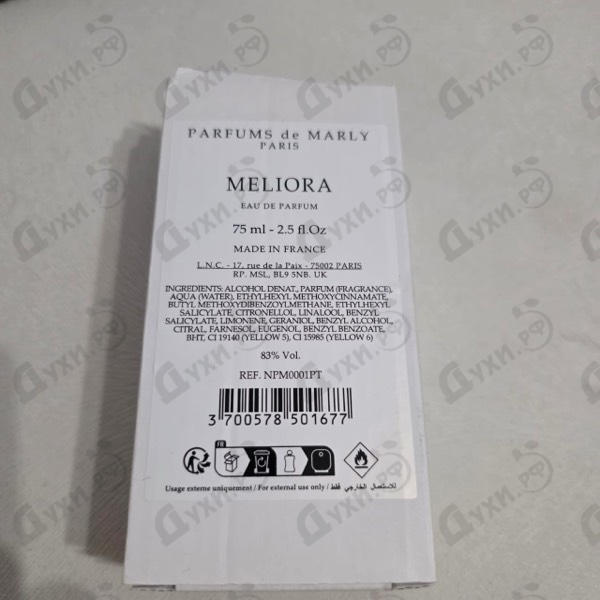 PARFUMS de MARLY
PARIS
MELIORA
EAU DE PARFUM
75 ml - 2.5 fl.Oz
MADE IN FRANCE
L.N.C. - 17, rue de la Paix - 75002 PARIS
RP. MSL, BL9 5NB. UK
INGREDIENTS: ALCOHOL DENAT., PARFUM (FRAGRANCE),
AQUA (WATER), ETHYLHEXYL METHOXYCINNAMATE,
BUTYL METHOXYDIBENZOYLMETHANE, ETHYLHEXYL
SALICYLATE, CITRONELLOL, LINALOOL, BENZYL
SALICYLATE, LIMONENE, GERANIOL, BENZYL ALCOHOL,
CITRAL, FARNESOL, EUGENOL, BENZYL BENZOATE,
BHT, CI 19140 (YELLOW 5), CI 15985 (YELLOW 6)
83% Vol.
REF. NPM0001PT
3 700578 501677
FR
Usage externe uniquement / For external use only / للاستعمال الخارجي فقط
духи.рф